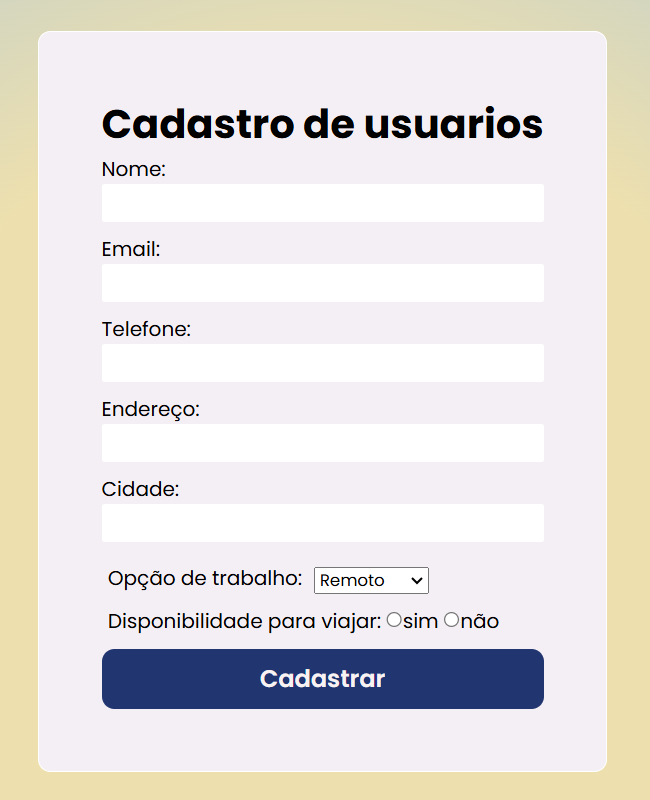 Cadastro de usuarios
Nome:
Email:
Telefone:
Endereço:
Cidade:
Opção de trabalho: Remoto
Disponibilidade para viajar: sim não
Cadastrar